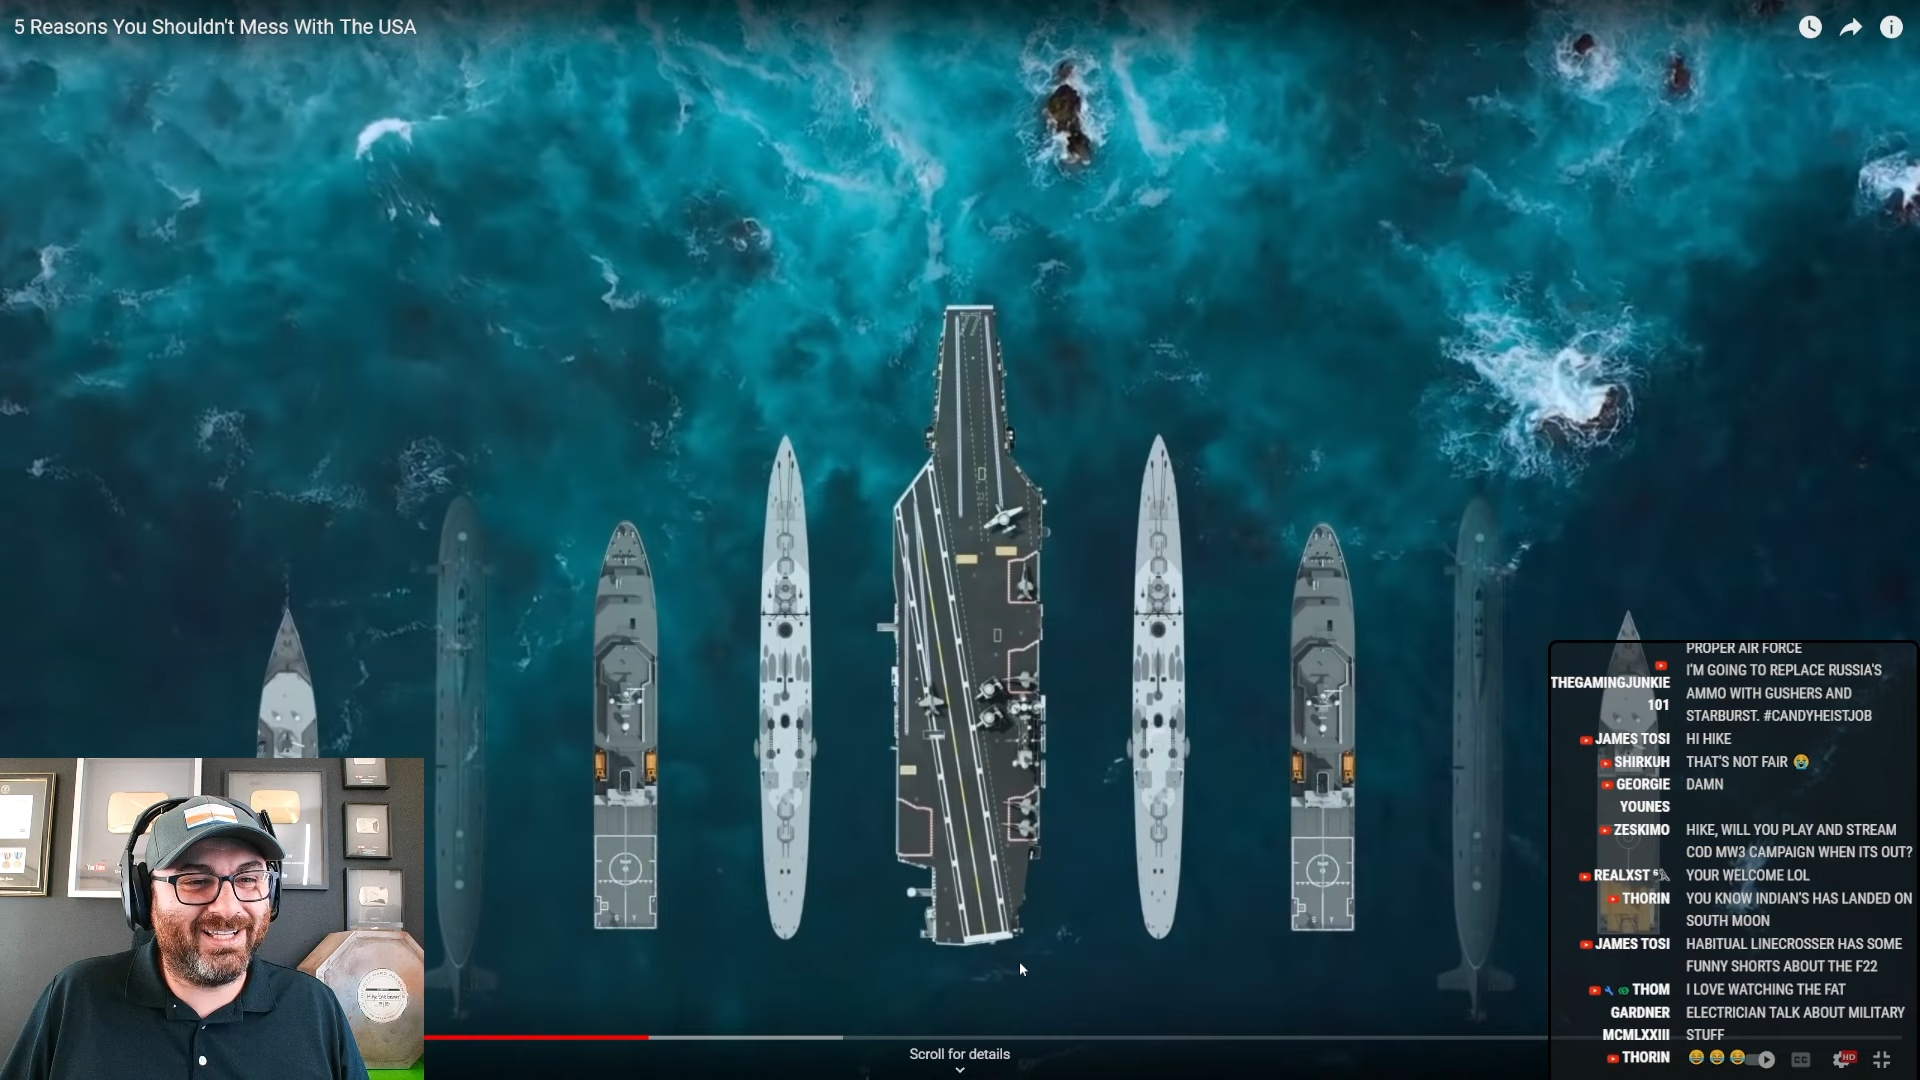 5 Reasons You Shouldn't Mess With The USA
PROPER AIR FORCE
THEGAMINGJUNKIE 101 I'M GOING TO REPLACE RUSSIA'S
AMMO WITH GUSHERS AND
STARBURST. #CANDYHEISTJOB
JAMES TOSI HI HIKE
SHIRKUH THAT'S NOT FAIR 😭
GEORGIE YOUNES DAMN
ZESKIMO HIKE, WILL YOU PLAY AND STREAM
COD MW3 CAMPAIGN WHEN ITS OUT?
REALXST YOUR WELCOME LOL
THORIN YOU KNOW INDIAN'S HAS LANDED ON
SOUTH MOON
JAMES TOSI HABITUAL LINECROSSER HAS SOME
FUNNY SHORTS ABOUT THE F22
THOM I LOVE WATCHING THE FAT
GARDNER ELECTRICIAN TALK ABOUT MILITARY
MCMLXXIII STUFF
THORIN 😂 😂 😂
CC HD
Scroll for details